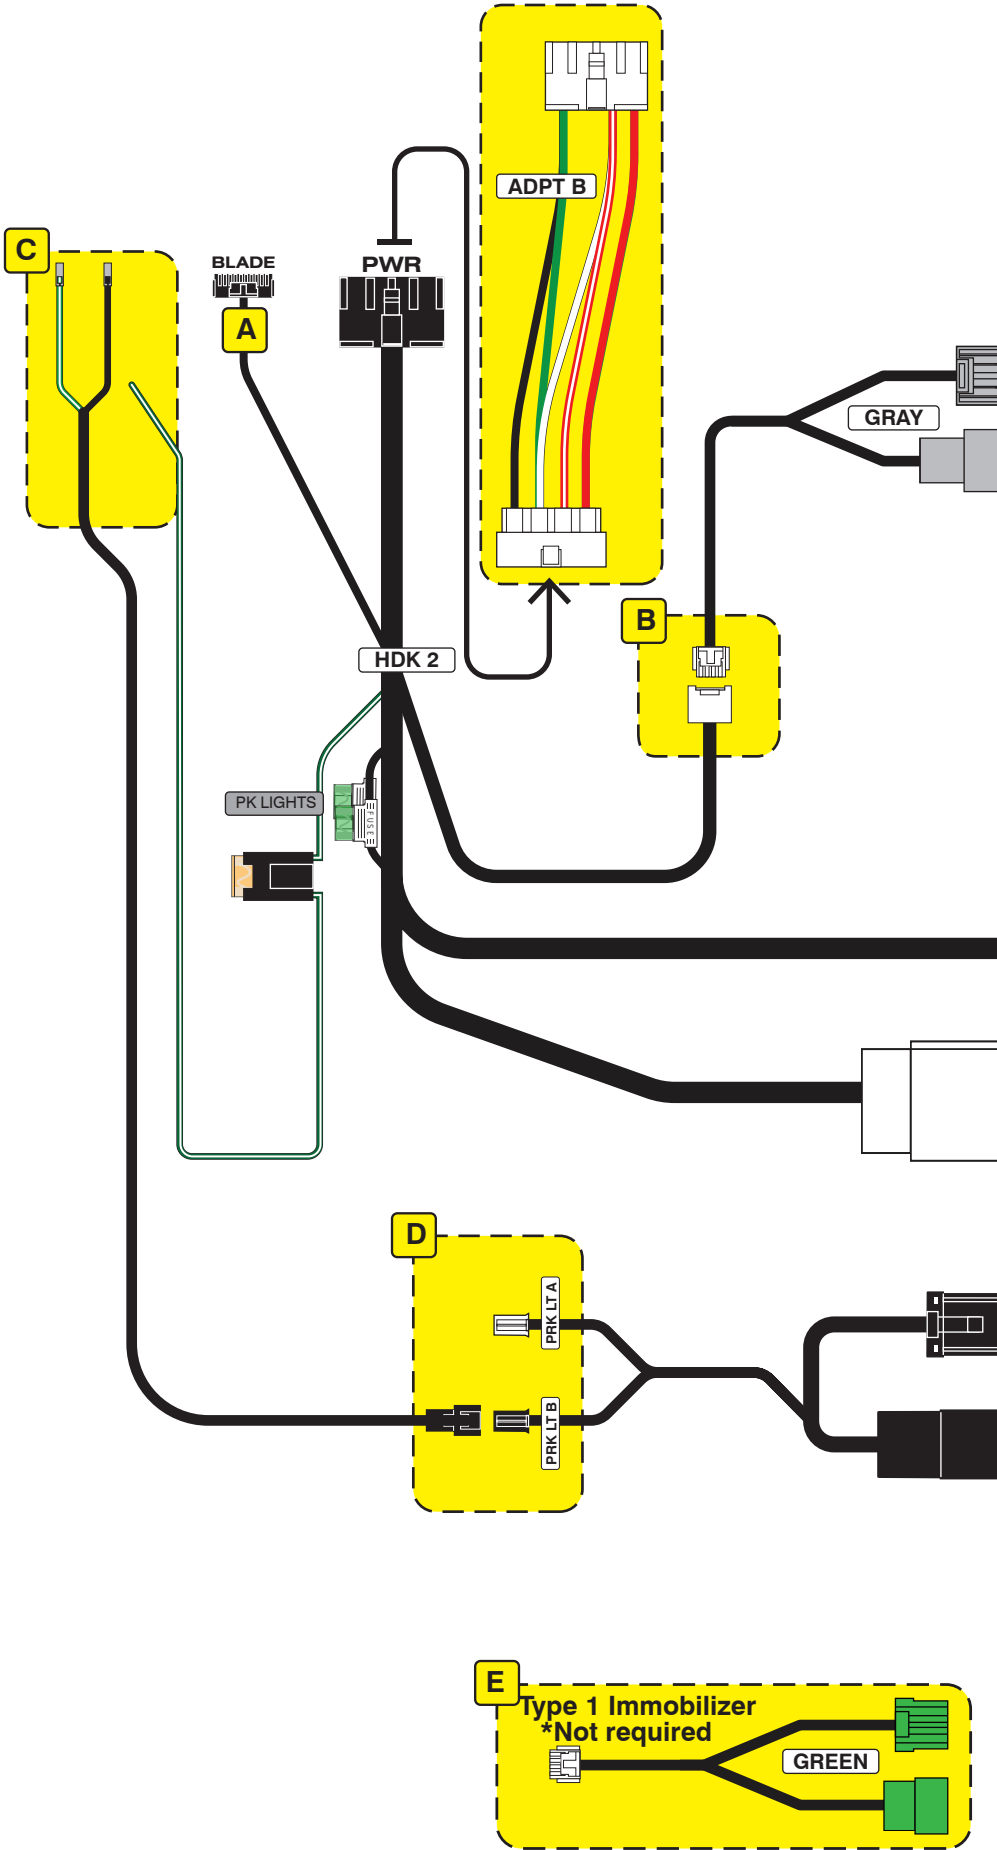 ADPT B
C
BLADE
PWR
A
GRAY
B
HDK 2
PK LIGHTS
FUSE
D
PRK LT A
PRK LT B
E
Type 1 Immobilizer
*Not required
GREEN